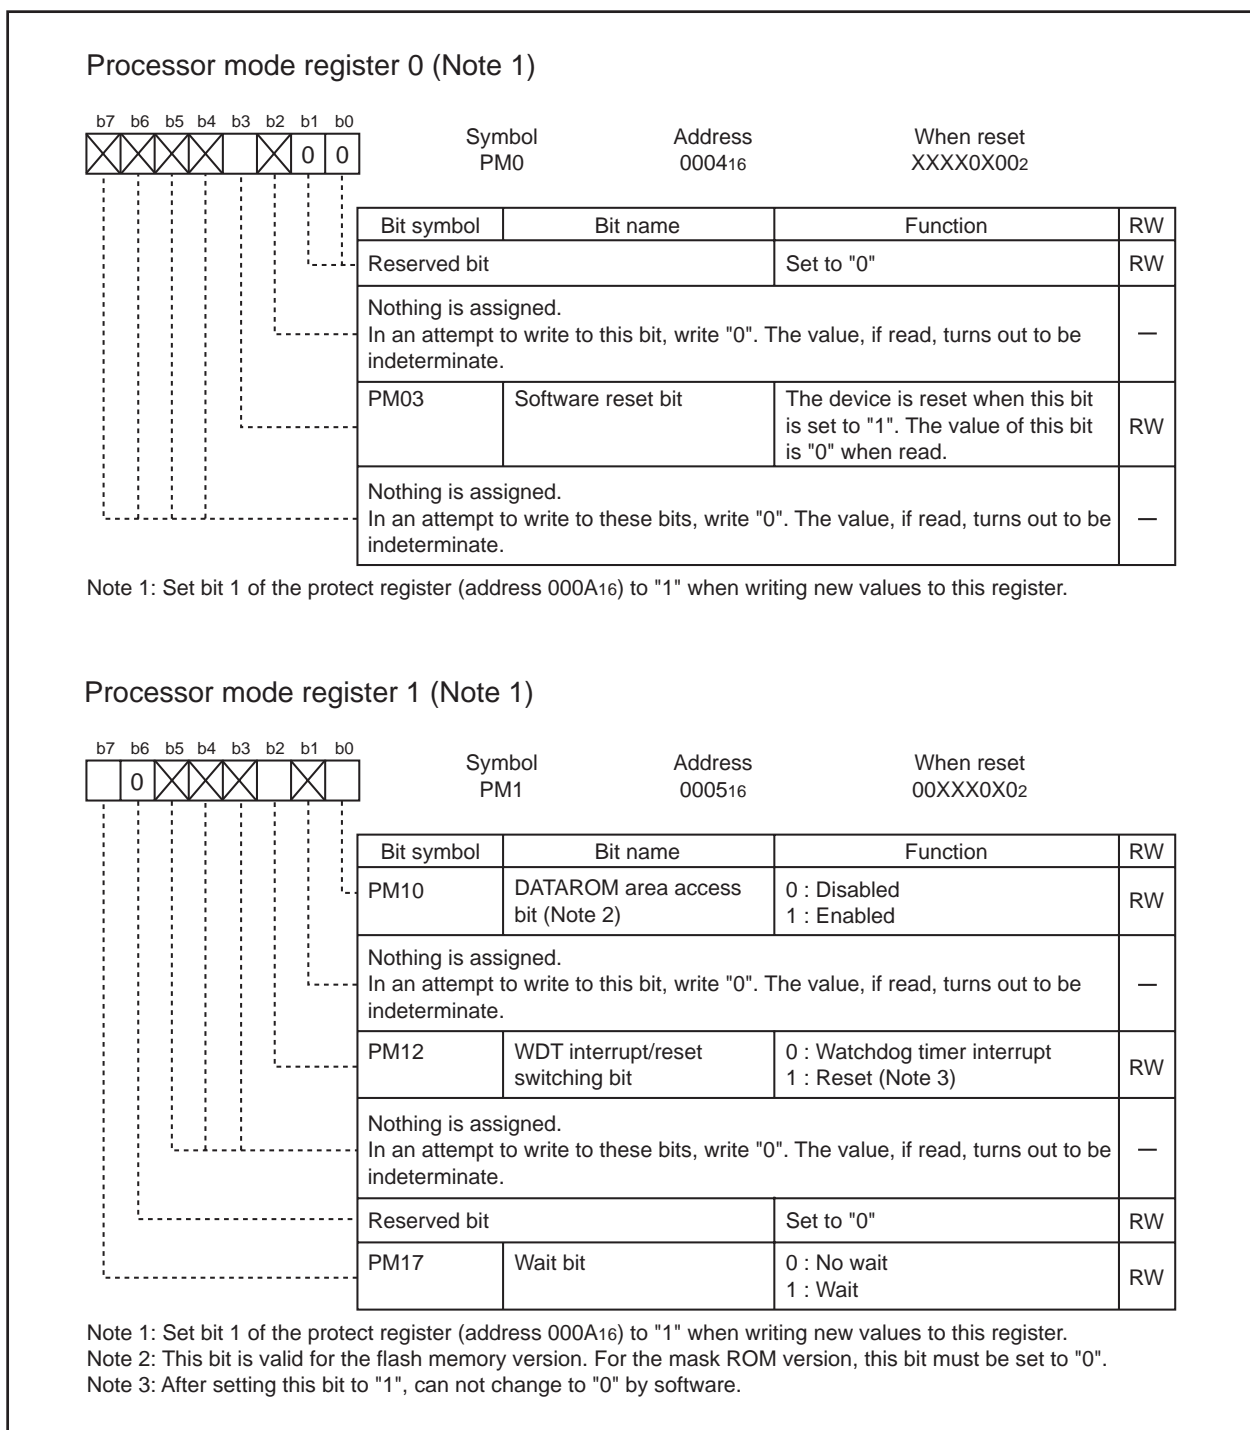 Processor mode register 0 (Note 1)
b7 b6 b5 b4 b3 b2 b1 b0
0 0
Symbol Address When reset
PM0 000416 XXXX0X002
Bit symbol Bit name Function RW
Reserved bit Set to "0" RW
Nothing is assigned.
In an attempt to write to this bit, write "0". The value, if read, turns out to be —
indeterminate.
PM03 Software reset bit The device is reset when this bit
is set to "1". The value of this bit RW
is "0" when read.
Nothing is assigned.
In an attempt to write to these bits, write "0". The value, if read, turns out to be —
indeterminate.
Note 1: Set bit 1 of the protect register (address 000A16) to "1" when writing new values to this register.
Processor mode register 1 (Note 1)
b7 b6 b5 b4 b3 b2 b1 b0
0
Symbol Address When reset
PM1 000516 00XXX0X02
Bit symbol Bit name Function RW
PM10 DATAROM area access 0 : Disabled RW
bit (Note 2) 1 : Enabled
Nothing is assigned.
In an attempt to write to this bit, write "0". The value, if read, turns out to be —
indeterminate.
PM12 WDT interrupt/reset 0 : Watchdog timer interrupt RW
switching bit 1 : Reset (Note 3)
Nothing is assigned.
In an attempt to write to these bits, write "0". The value, if read, turns out to be —
indeterminate.
Reserved bit Set to "0" RW
PM17 Wait bit 0 : No wait RW
1 : Wait
Note 1: Set bit 1 of the protect register (address 000A16) to "1" when writing new values to this register.
Note 2: This bit is valid for the flash memory version. For the mask ROM version, this bit must be set to "0".
Note 3: After setting this bit to "1", can not change to "0" by software.